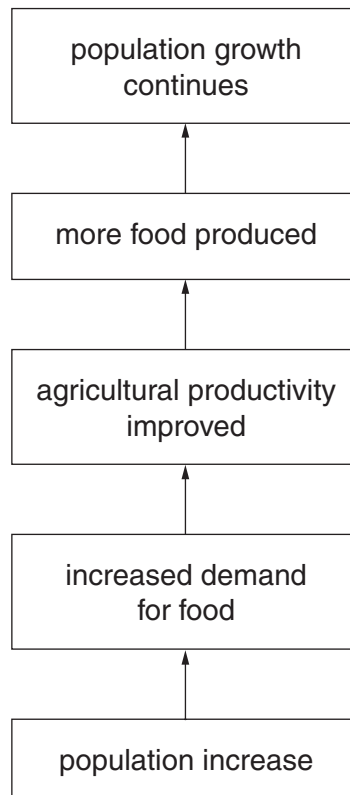 population growth
continues
more food produced
agricultural productivity
improved
increased demand
for food
population increase